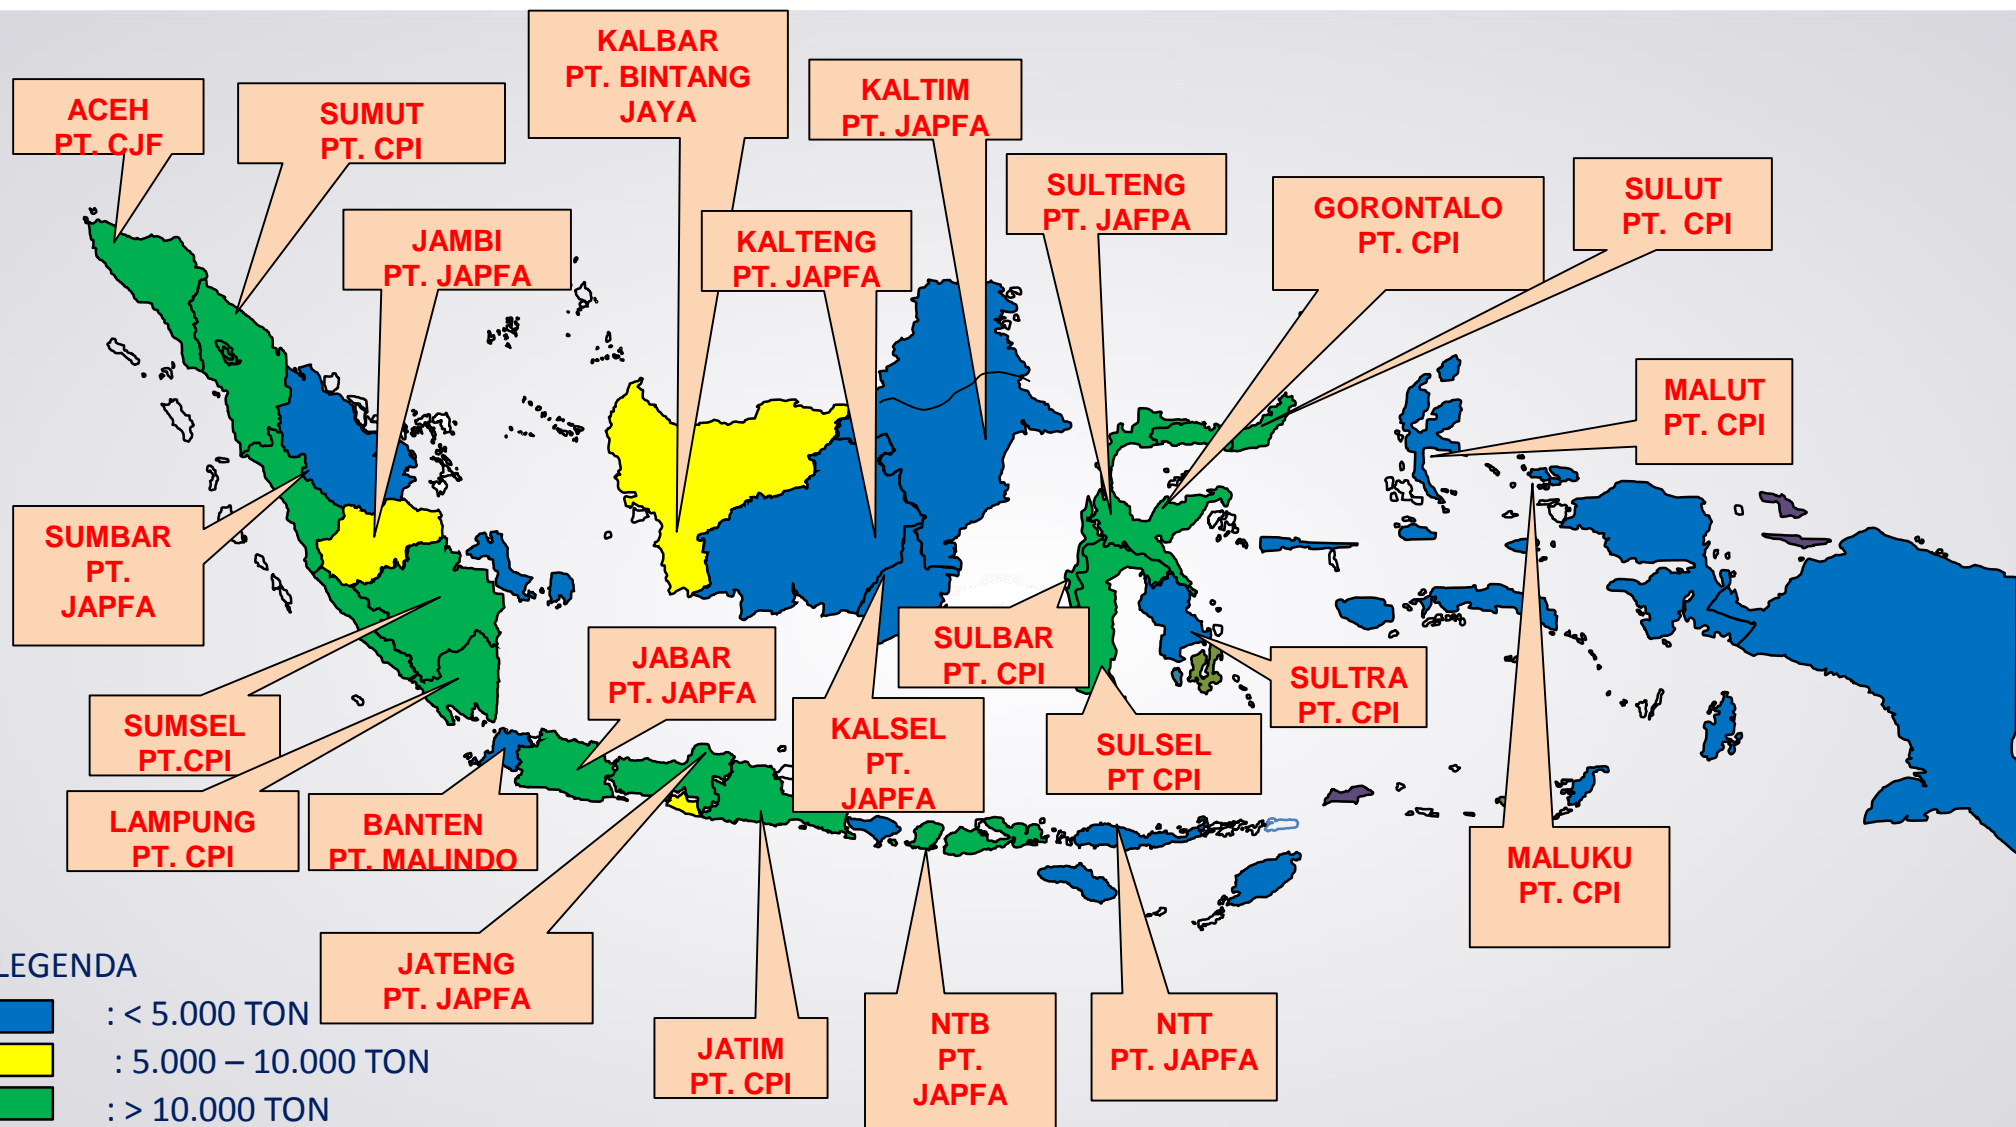 KALBAR
PT. BINTANG
JAYA
KALTIM
PT. JAPFA
ACEH
PT. CJF
SUMUT
PT. CPI
SULTENG
PT. JAFPA
GORONTALO
PT. CPI
SULUT
PT. CPI
JAMBI
PT. JAPFA
KALTENG
PT. JAPFA
MALUT
PT. CPI
SUMBAR
PT.
JAPFA
SULBAR
PT. CPI
JABAR
PT. JAPFA
SULTRA
PT. CPI
SUMSEL
PT.CPI
KALSEL
PT.
JAPFA
SULSEL
PT CPI
LAMPUNG
PT. CPI
BANTEN
PT. MALINDO
MALUKU
PT. CPI
JATENG
PT. JAPFA
JATIM
PT. CPI
NTB
PT.
JAPFA
NTT
PT. JAPFA
LEGENDA
: < 5.000 TON
: 5.000 – 10.000 TON
: > 10.000 TON